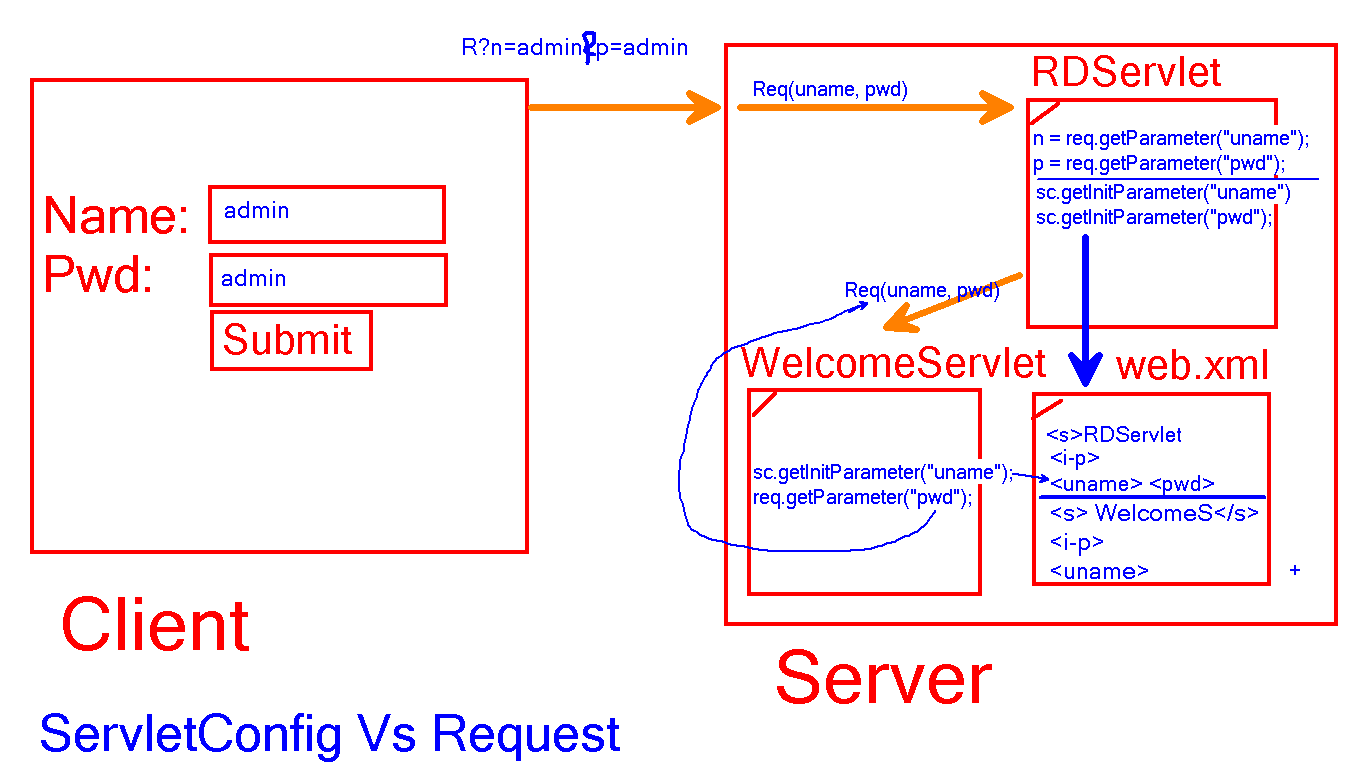 R?n=admin&p=admin
Name:
admin
Pwd:
admin
Submit
Client
Req(uname, pwd)
RDServlet
n = req.getParameter("uname");
p = req.getParameter("pwd");
sc.getInitParameter("uname")
sc.getInitParameter("pwd");
Req(uname, pwd)
WelcomeServlet
sc.getInitParameter("uname");
req.getParameter("pwd");
web.xml
<s>RDServlet
<i-p>
<uname> <pwd>
<s> WelcomeS</s>
<i-p>
<uname>
+
Server
ServletConfig Vs Request